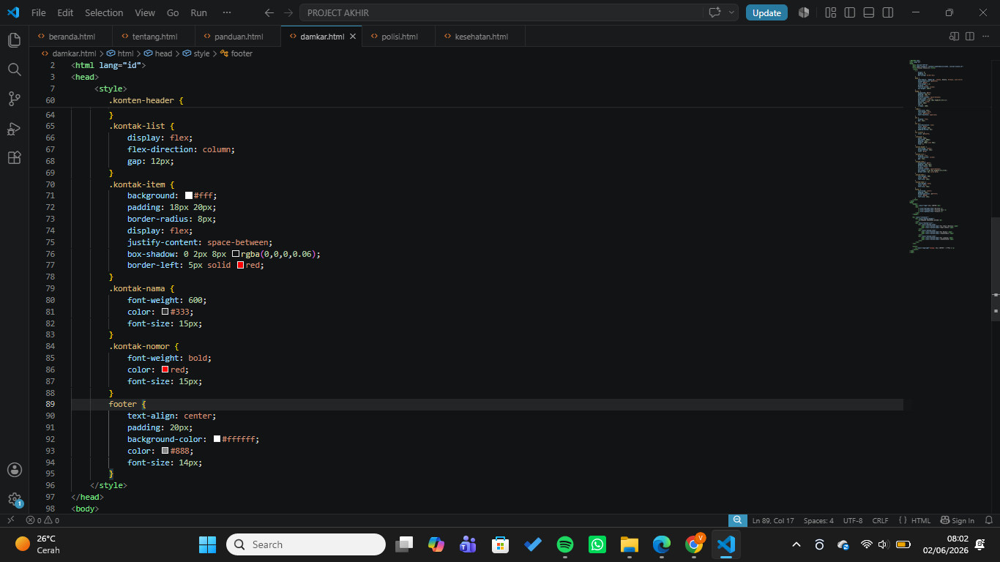 File Edit Selection View Go Run ··· PROJECT AKHIR Update
beranda.html tentang.html panduan.html damkar.html polisi.html kesehatan.html
damkar.html > html > head > style > footer
2 <html lang="id">
3 <head>
7 <style>
60 .konten-header {
64 }
65 .kontak-list {
66 display: flex;
67 flex-direction: column;
68 gap: 12px;
69 }
70 .kontak-item {
71 background: #fff;
72 padding: 18px 20px;
73 border-radius: 8px;
74 display: flex;
75 justify-content: space-between;
76 box-shadow: 0 2px 8px rgba(0,0,0,0.06);
77 border-left: 5px solid red;
78 }
79 .kontak-nama {
80 font-weight: 600;
81 color: #333;
82 font-size: 15px;
83 }
84 .kontak-nomor {
85 font-weight: bold;
86 color: red;
87 font-size: 15px;
88 }
89 footer {
90 text-align: center;
91 padding: 20px;
92 background-color: #ffffff;
93 color: #888;
94 font-size: 14px;
95 }
96 </style>
97 </head>
98 <body>
1
0 0 Ln 89, Col 17 Spaces: 4 UTF-8 CRLF { } HTML Sign In
26°C
Cerah
Search
V
08:02
02/06/2026